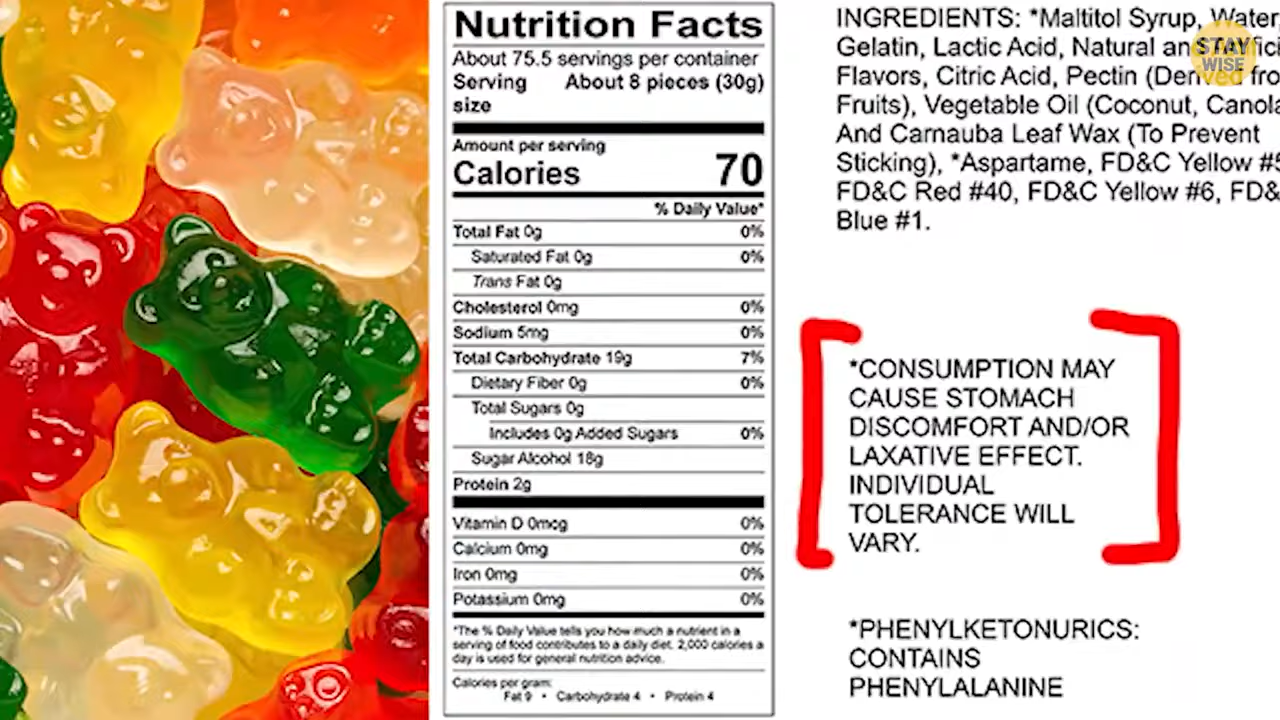 Nutrition Facts
About 75.5 servings per container
Serving size About 8 pieces (30g)
Amount per serving
Calories 70
% Daily Value*
Total Fat 0g 0%
Saturated Fat 0g 0%
Trans Fat 0g
Cholesterol 0mg 0%
Sodium 5mg 0%
Total Carbohydrate 19g 7%
Dietary Fiber 0g 0%
Total Sugars 0g
Includes 0g Added Sugars 0%
Sugar Alcohol 18g
Protein 2g
Vitamin D 0mcg 0%
Calcium 0mg 0%
Iron 0mg 0%
Potassium 0mg 0%
*The % Daily Value tells you how much a nutrient in a
serving of food contributes to a daily diet. 2,000 calories a
day is used for general nutrition advice.
Calories per gram:
Fat 9 • Carbohydrate 4 • Protein 4
INGREDIENTS: *Maltitol Syrup, Water,
Gelatin, Lactic Acid, Natural
Flavors, Citric Acid, Pectin
Fruits), Vegetable Oil (Coconut, Canola
And Carnauba Leaf Wax (To Prevent
Sticking), *Aspartame, FD&C Yellow #5
FD&C Red #40, FD&C Yellow #6, FD&
Blue #1.
STAY
WISE
*CONSUMPTION MAY
CAUSE STOMACH
DISCOMFORT AND/OR
LAXATIVE EFFECT.
INDIVIDUAL
TOLERANCE WILL
VARY.
*PHENYLKETONURICS:
CONTAINS
PHENYLALANINE